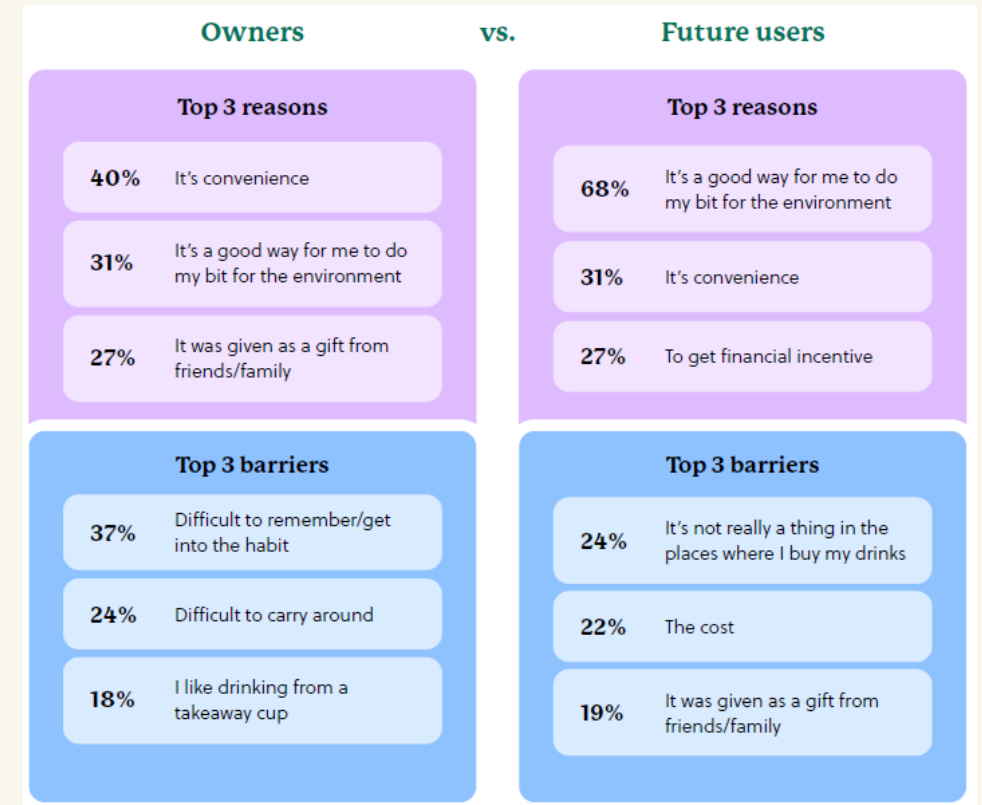 Owners vs. Future users
Top 3 reasons
40% It's convenience
31% It's a good way for me to do
my bit for the environment
27% It was given as a gift from
friends/family
Top 3 barriers
37% Difficult to remember/get
into the habit
24% Difficult to carry around
18% I like drinking from a
takeaway cup
Top 3 reasons
68% It's a good way for me to do
my bit for the environment
31% It's convenience
27% To get financial incentive
Top 3 barriers
24% It's not really a thing in the
places where I buy my drinks
22% The cost
19% It was given as a gift from
friends/family